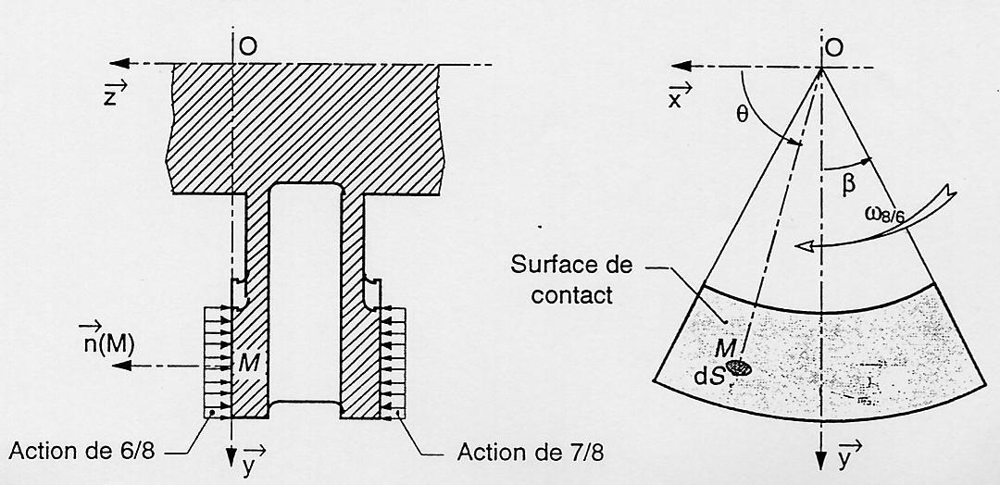 O
z
n(M)
M
Action de 6/8
y
Action de 7/8
O
x
θ
β
ω8/6
Surface de
contact
M
dS
y